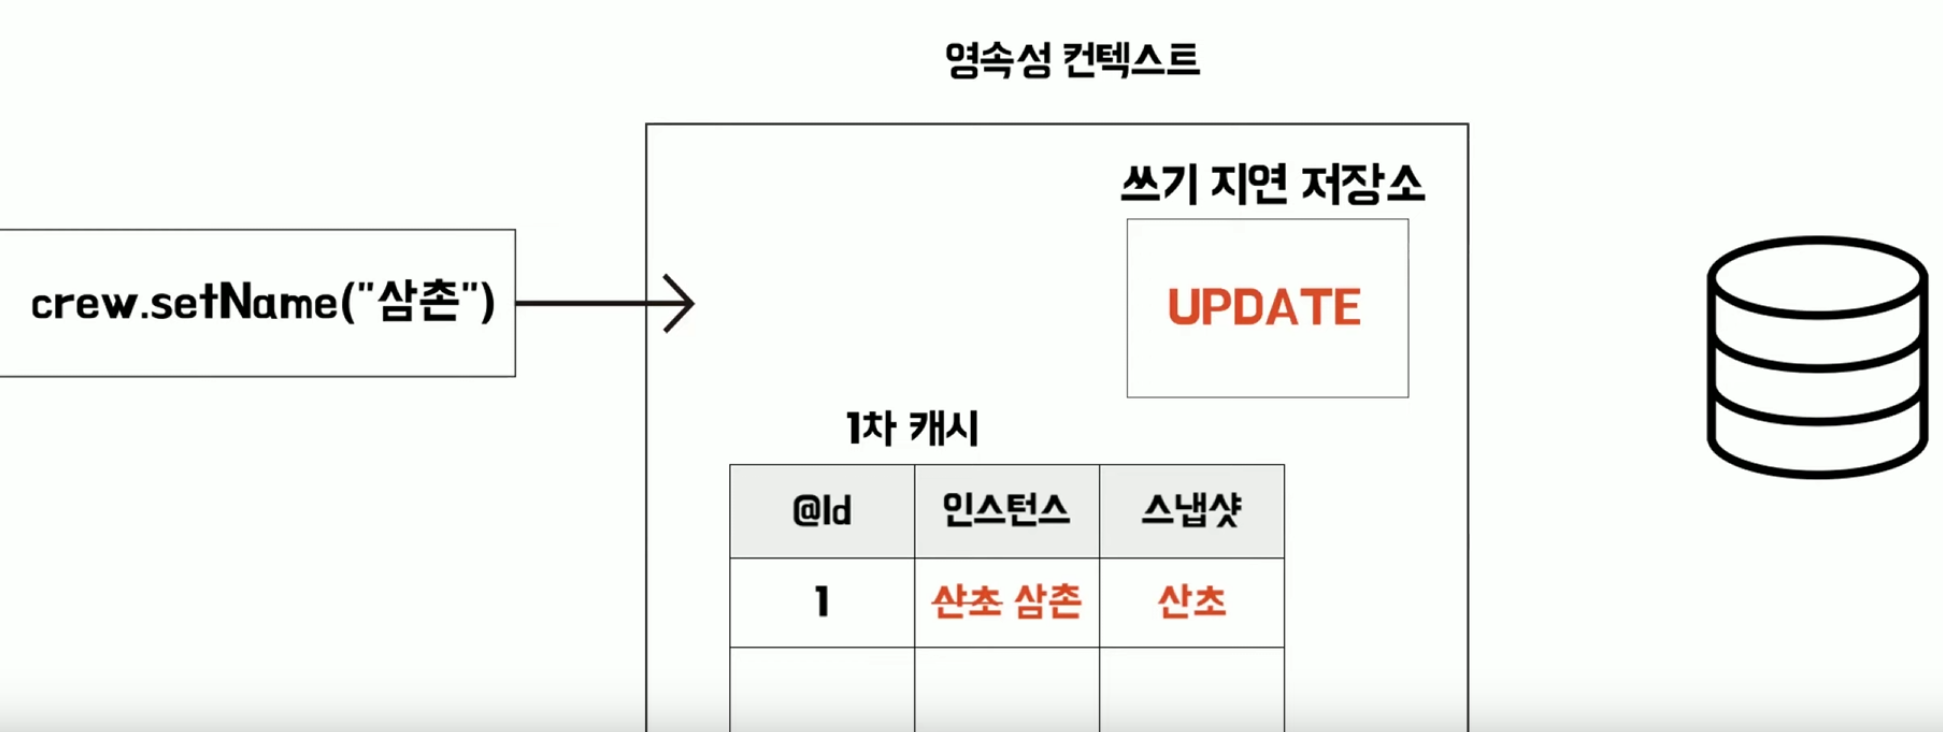 영속성 컨텍스트
쓰기 지연 저장소
UPDATE
crew.setName("삼촌")
1차 캐시
@Id 인스턴스 스냅샷
1 산초 삼촌 산초